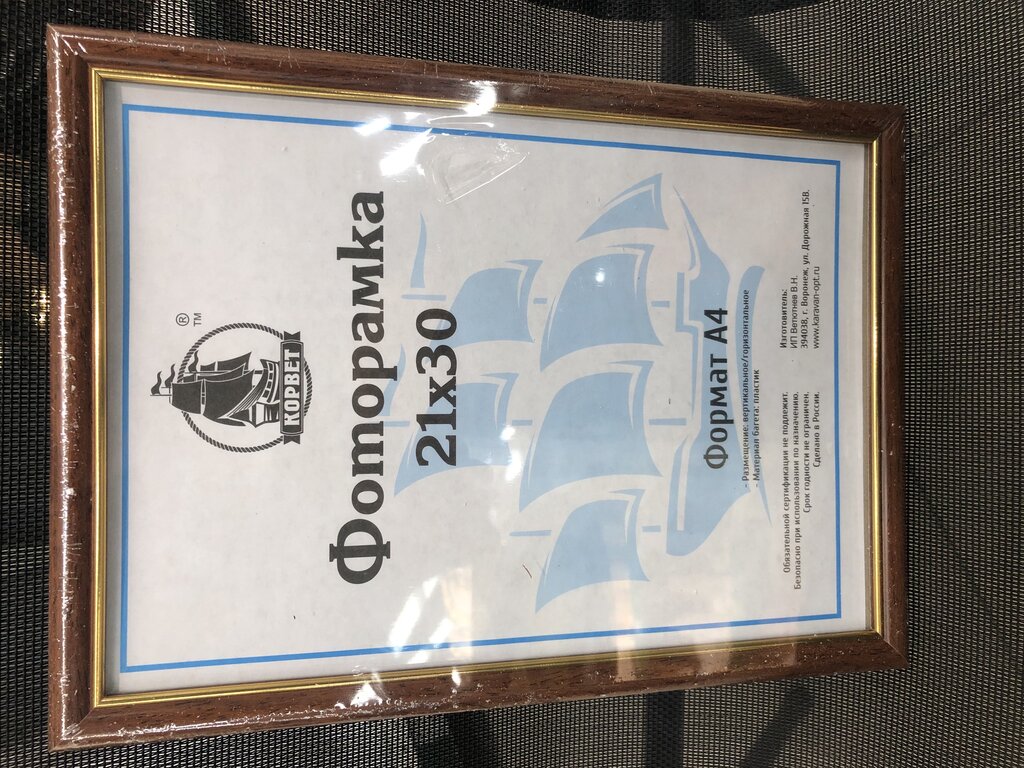 ®
TM
КОРВЕТ
Фоторамка
21х30
Формат А4
- Размещение: вертикальное/горизонтальное
- Материал багета: пластик
Обязательной сертификации не подлежит.
Безопасно при использовании по назначению.
Срок годности не ограничен.
Сделано в России.
Изготовитель:
ИП Ветютнев В.Н.
394038, г. Воронеж, ул. Дорожная 15В.
www.karavan-opt.ru